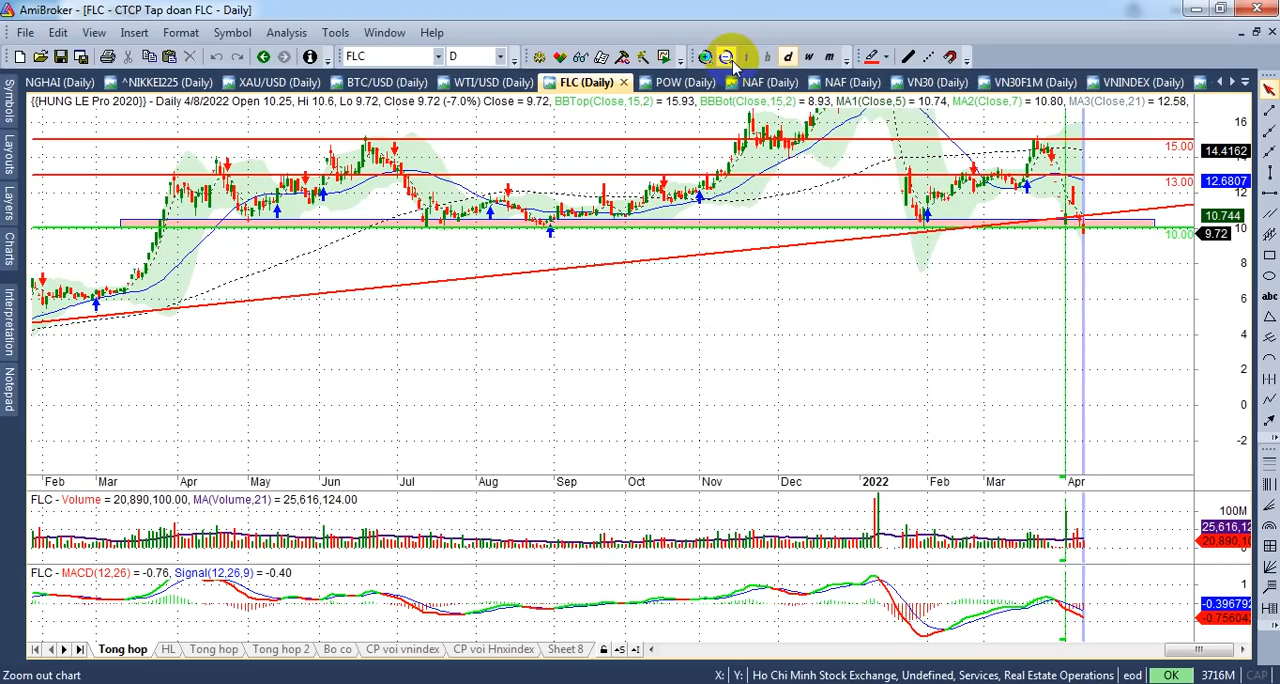 AmiBroker - [FLC - CTCP Tap doan FLC - Daily]
File Edit View Insert Format Symbol Analysis Tools Window Help
FLC D i h d w m
NGHAI (Daily) ^NIKKEI225 (Daily) XAU/USD (Daily) BTC/USD (Daily) WTI/USD (Daily) FLC (Daily) POW (Daily) NAF (Daily) NAF (Daily) VN30 (Daily) VN30F1M (Daily) VNINDEX (Daily)
{{HUNG LE Pro 2020}} - Daily 4/8/2022 Open 10.25, Hi 10.6, Lo 9.72, Close 9.72 (-7.0%) Close = 9.72, BBTop(Close,15,2) = 15.93, BBBot(Close,15,2) = 8.93, MA1(Close,5) = 10.74, MA2(Close,7) = 10.80, MA3(Close,21) = 12.58,
Symbols
Layouts
Layers
Charts
Interpretation
Notepad
16
15.00
14.4162
14
13.00
12.6807
12
10.744
10
10.00
9.72
8
6
4
2
0
-2
abc
Feb Mar Apr May Jun Jul Aug Sep Oct Nov Dec 2022 Feb Mar Apr
FLC - Volume = 20,890,100.00, MA(Volume,21) = 25,616,124.00
100M
25,616,12
20,890,10
0
FLC - MACD(12,26) = -0.76, Signal(12,26,9) = -0.40
1
-0.396792
-0.75604
Tong hop HL Tong hop Tong hop 2 Bo co CP voi vnindex CP voi Hnxindex Sheet 8
Zoom out chart X: Y: Ho Chi Minh Stock Exchange, Undefined, Services, Real Estate Operations eod OK 3716M CAP